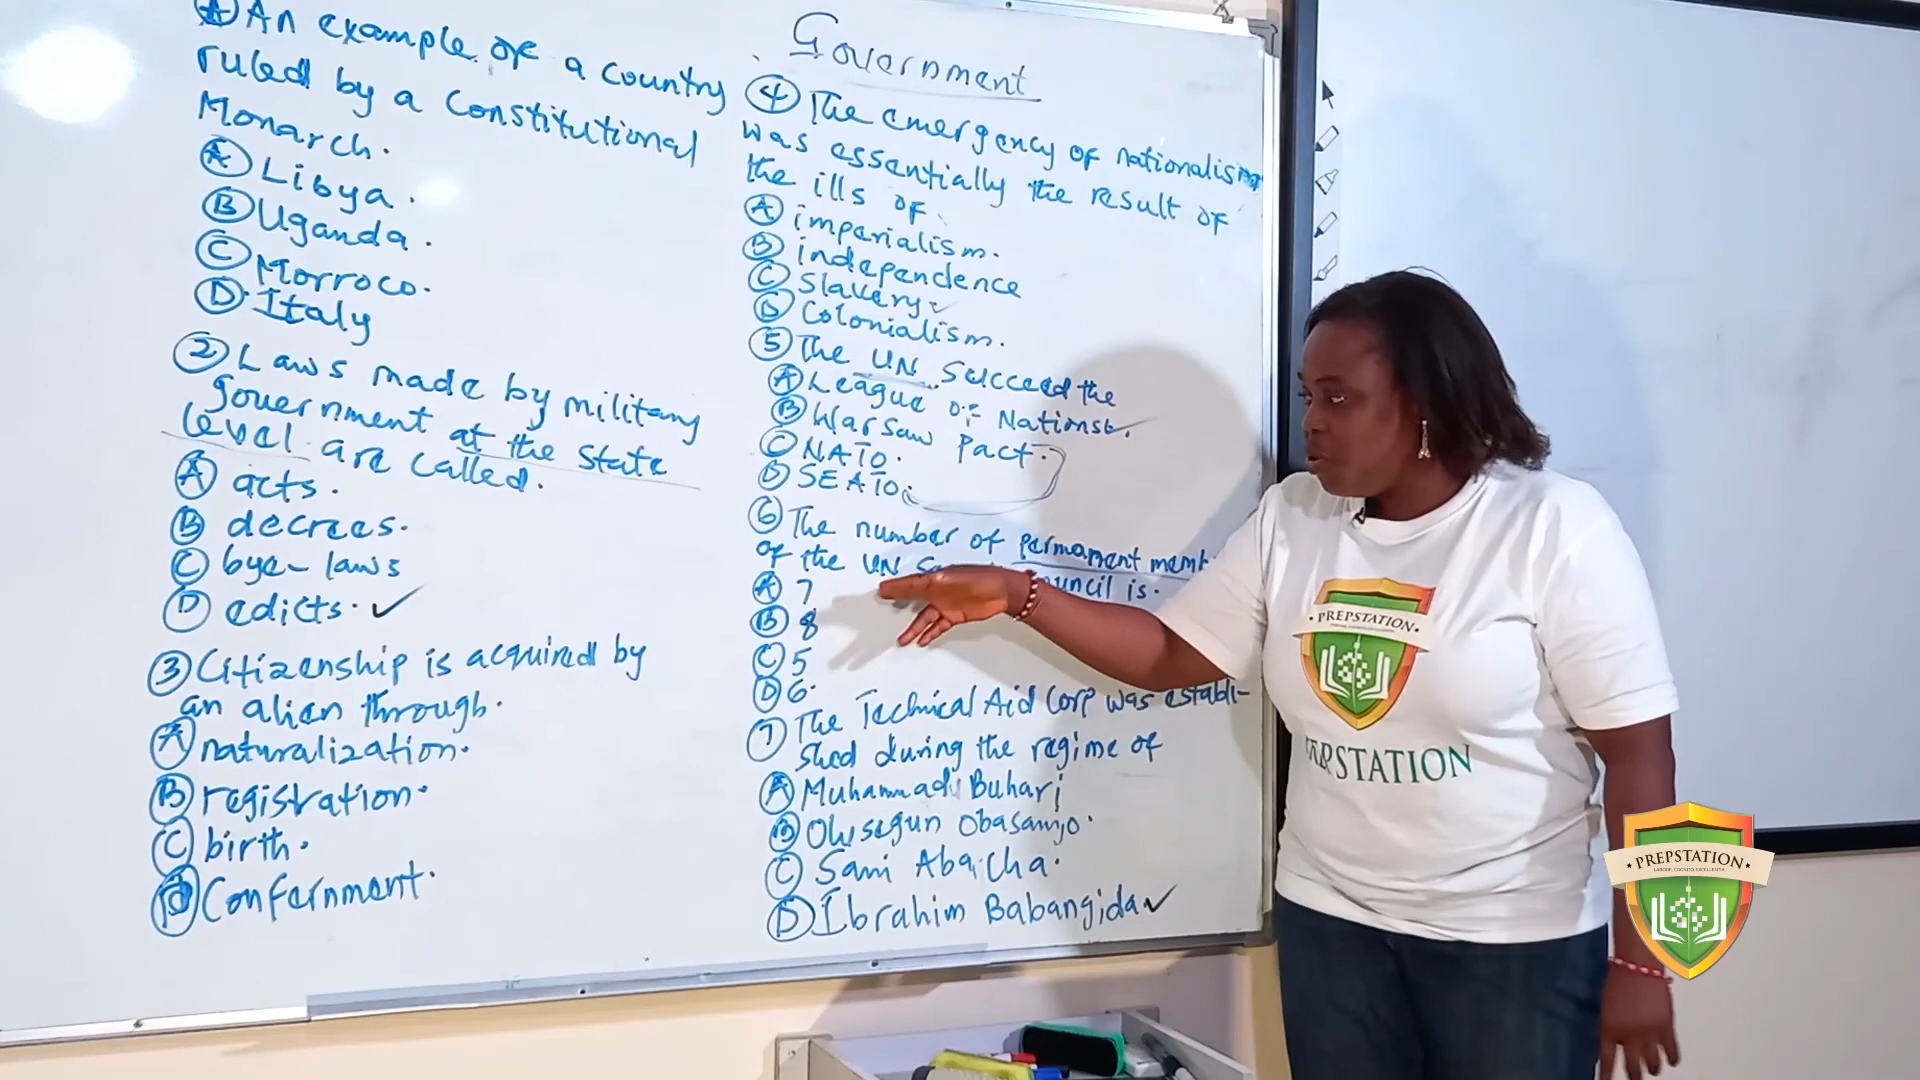 An example of a country
ruled by a constitutional
Monarch.
A Libya.
B Uganda.
C Morroco.
D Italy
2 Laws made by military
government at the state
level are called.
A acts.
B decrees.
C bye-laws
D edicts. ✓
3 Citizenship is acquired by
an alien through.
A naturalization.
B registration.
C birth.
D Confernment.
Government
4 The emergency of nationalism
was essentially the result of
the ills of
A imperialism.
B independence
C Slavery ✓
D Colonialism.
5 The UN Succeed the
A League of Nations ✓.
B Warsaw Pact.
C NATO.
D SEATO.
6 The number of permanent
of the UN is.
A 7
B 8
C 5
D 6.
7 The Technical Aid Corp was establi-
shed during the regime of
A Muhammadu Buhari
B Olusegun Obasanjo.
C Sani Abacha.
D Ibrahim Babangida ✓
PREPSTATION
PREPSTATION
PREPSTATION
LABORE, COGNITO, EXCELLENTIA